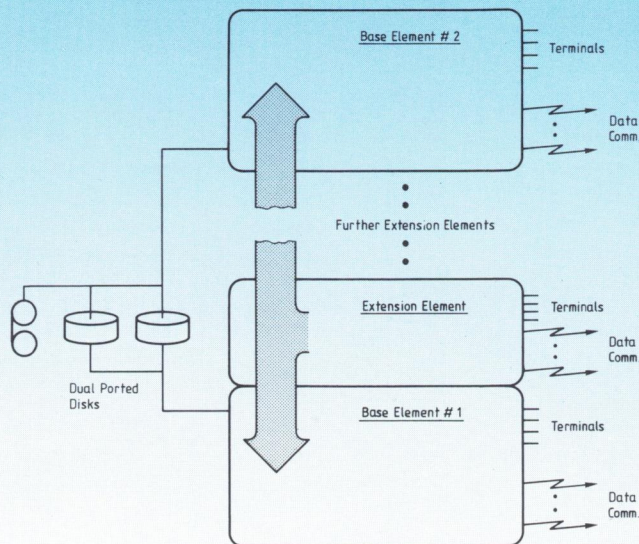 Base Element # 2
Terminals
Data
Comm.
Further Extension Elements
Extension Element
Terminals
Data
Comm.
Dual Ported
Disks
Base Element # 1
Terminals
Data
Comm.